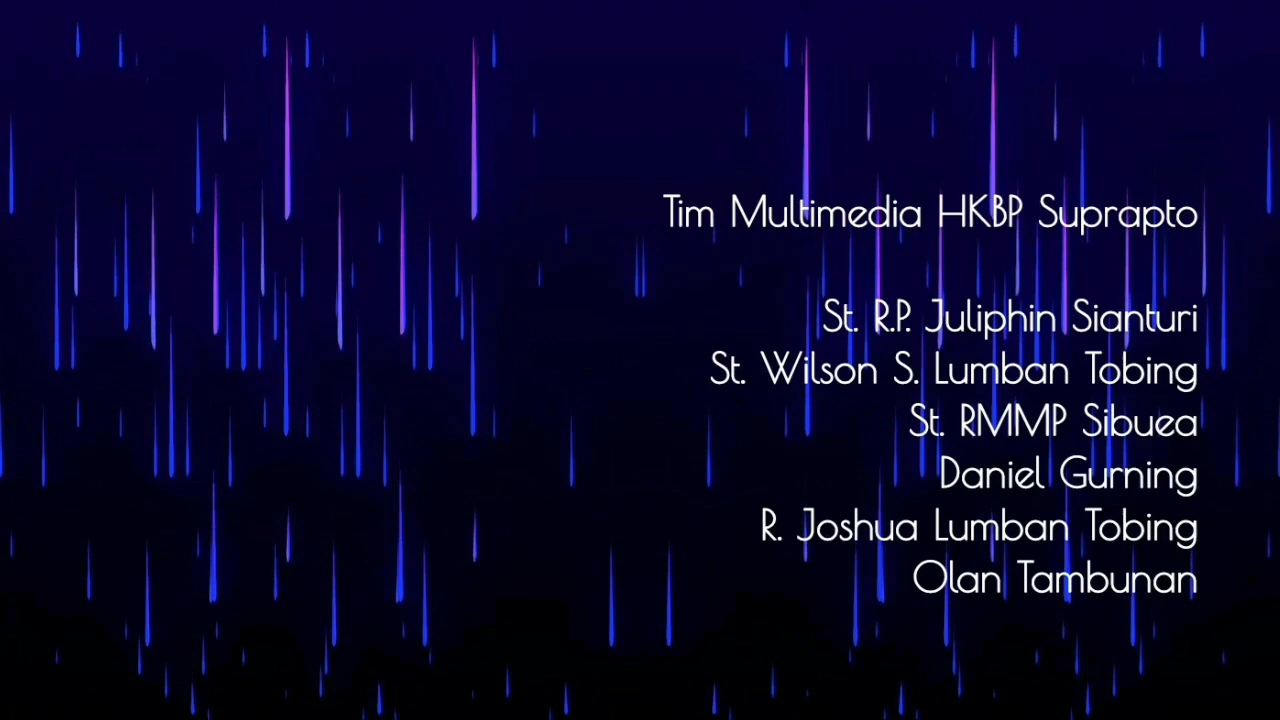 Tim Multimedia HKBP Suprapto
St. R.P. Juliphin Sianturi
St. Wilson S. Lumban Tobing
St. RMMP Sibuea
Daniel Gurning
R. Joshua Lumban Tobing
Olan Tambunan